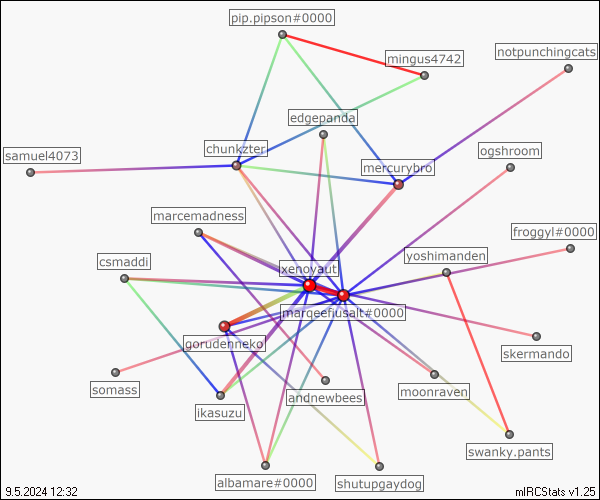 pip.pipson#0000
mingus4742
notpunchingcats
edgepanda
chunkzter
samuel4073
mercurybro
ogshroom
marcemadness
froggyl#0000
csmaddi
xenoyaut
yoshimanden
marqeefiusalt#0000
gorudenneko
skermando
somass
ikasuzu
andnewbees
moonraven
swanky.pants
albamare#0000
shutupgaydog
9.5.2024 12:32
mIRCStats v1.25